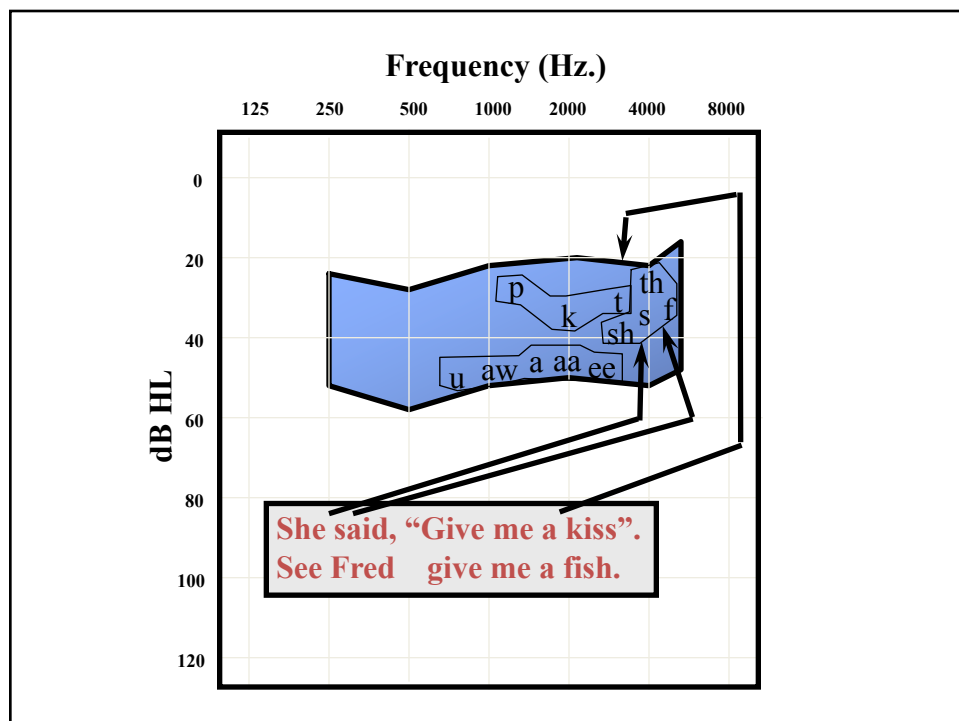 Frequency (Hz.)
125 250 500 1000 2000 4000 8000
dB HL
0
20
40
60
80
100
120
p
k
t
th
s
f
sh
u
aw
a
aa
ee
She said, “Give me a kiss”.
See Fred give me a fish.